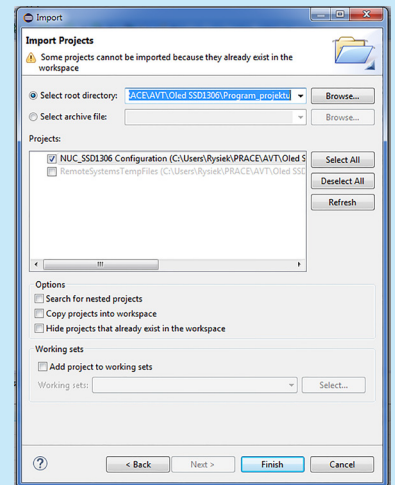 Import
Import Projects
Some projects cannot be imported because they already exist in the
workspace
Select root directory: ACE\AVT\Oled SSD1306\Program_projektu Browse...
Select archive file: Browse...
Projects:
NUC_SSD1306 Configuration (C:\Users\Rysiek\PRACE\AVT\Oled S
RemoteSystemsTempFiles (C:\Users\Rysiek\PRACE\AVT\Oled SSD
Select All
Deselect All
Refresh
Options
Search for nested projects
Copy projects into workspace
Hide projects that already exist in the workspace
Working sets
Add project to working sets
Working sets: Select...
? < Back Next > Finish Cancel